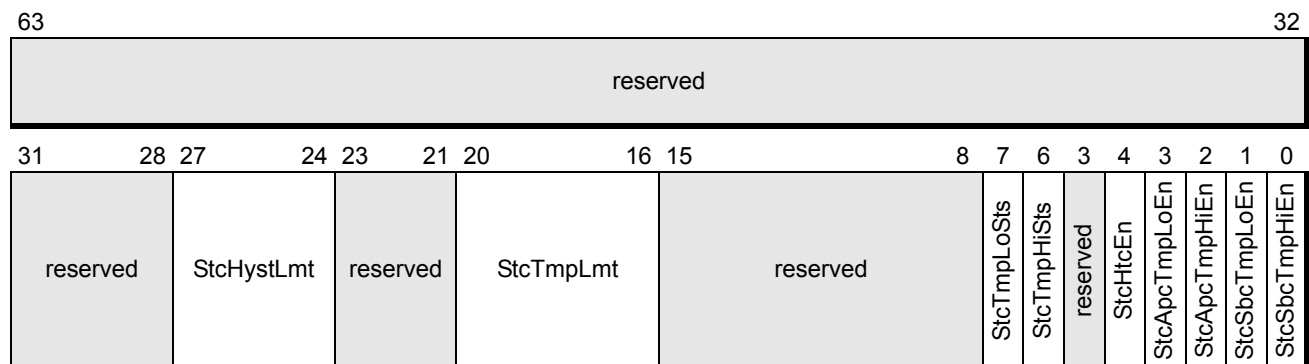 63 32
reserved
31 28 27 24 23 21 20 16 15 8 7 6 3 4 3 2 1 0
reserved StcHystLmt reserved StcTmpLmt reserved StcTmpLoSts StcTmpHiSts reserved StcHtcEn StcApcTmpLoEn StcApcTmpHiEn StcSbcTmpLoEn StcSbcTmpHiEn